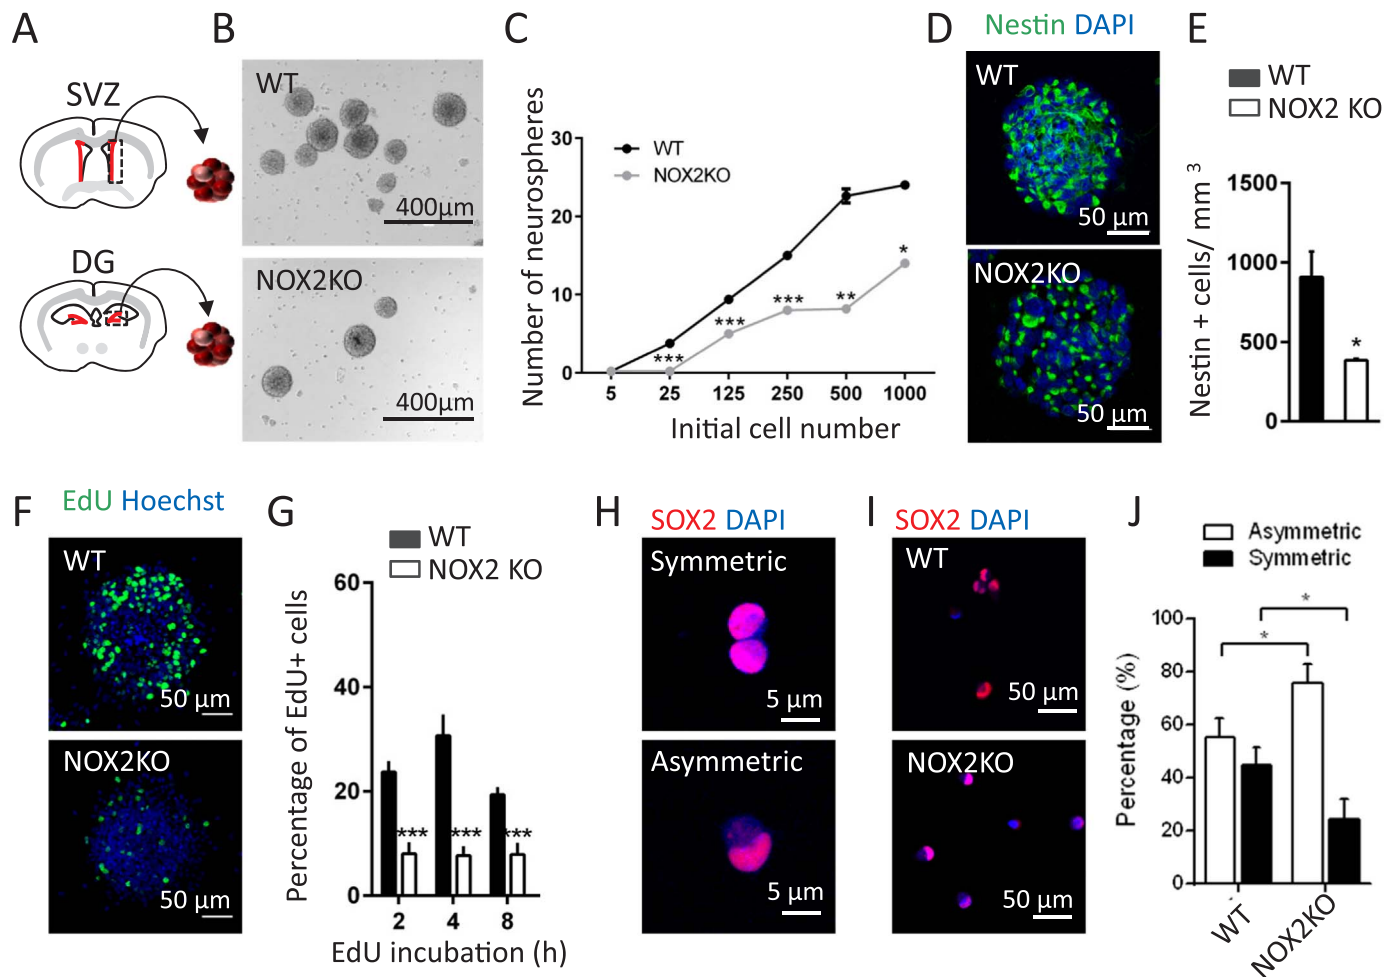 A
SVZ
DG
B
WT
400μm
NOX2KO
400μm
C
WT
NOX2KO
Number of neurospheres
30
20
10
0
***
***
***
**
*
5 25 125 250 500 1000
Initial cell number
D
Nestin DAPI
WT
50 μm
NOX2KO
50 μm
E
WT
NOX2 KO
Nestin + cells/ mm 3
1500
1000
500
0
*
F
EdU Hoechst
WT
50 μm
NOX2KO
50 μm
G
WT
NOX2 KO
Percentage of EdU+ cells
60
40
20
0
*** *** ***
2 4 8
EdU incubation (h)
H
SOX2 DAPI
Symmetric
5 μm
Asymmetric
5 μm
I
SOX2 DAPI
WT
50 μm
NOX2KO
50 μm
J
Asymmetric
Symmetric
Percentage (%)
100
80
60
40
20
0
*
*
WT
NOX2KO